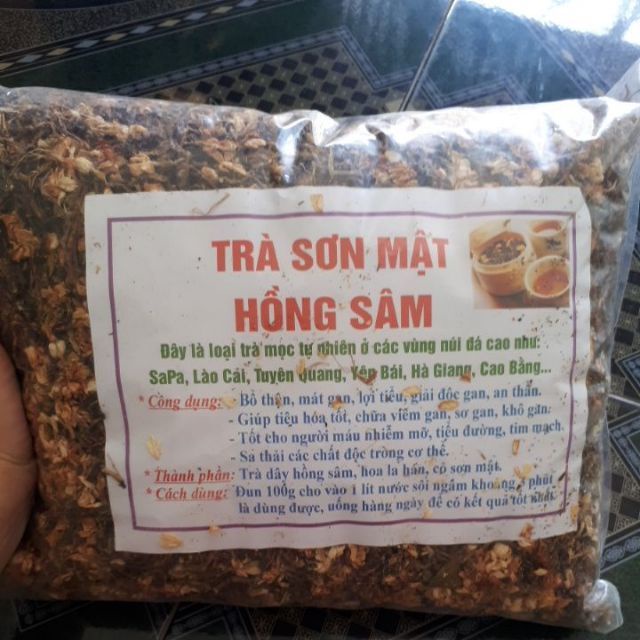 TRÀ SƠN MẬT
HỒNG SÂM
Đây là loại trà mọc tự nhiên ở các vùng núi đá cao như:
SaPa, Lào Cai, Tuyên Quang, Yên Bái, Hà Giang, Cao Bằng...
* Công dụng: - Bổ thận, mát gan, lợi tiểu, giải độc gan, an thần.
- Giúp tiêu hóa tốt, chữa viêm gan, sơ gan, khô gan.
- Tốt cho người máu nhiễm mỡ, tiểu đường, tim mạch.
- Sả thải các chất độc tròng cơ thể.
* Thành phần: Trà dây hồng sâm, hoa la hán, cỏ sơn mật.
* Cách dùng: Đun 100g cho vào 1 lít nước sôi ngâm khoảng phút
là dùng được, uống hàng ngày để có kết quả tốt nhất.